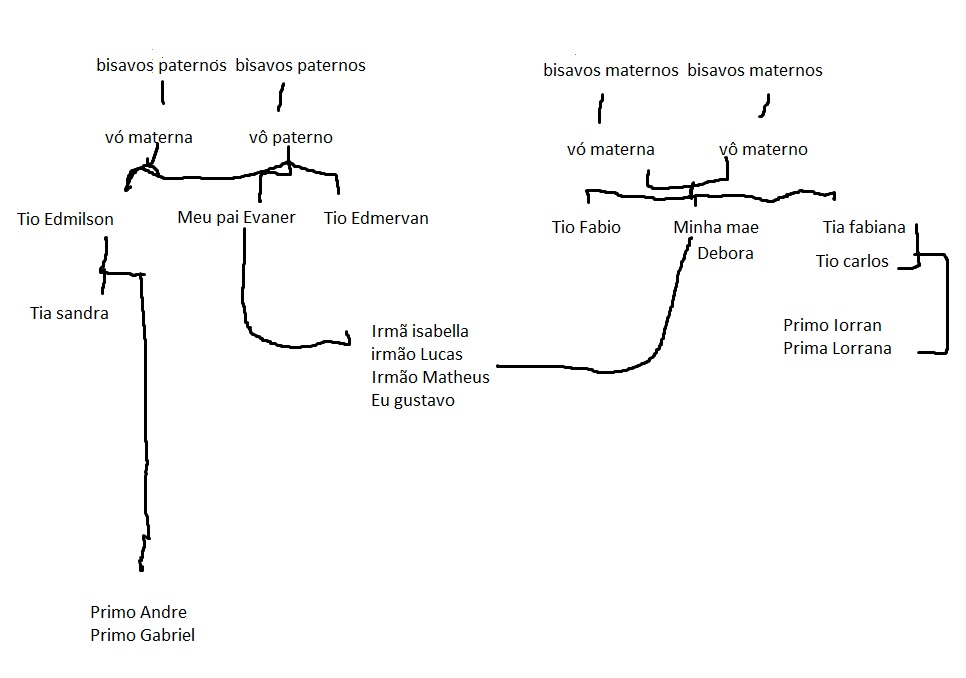 bisavos paternos bisavos paternos
bisavos maternos bisavos maternos
vó materna vô paterno
vó materna vô materno
Tio Edmilson Meu pai Evaner Tio Edmervan
Tio Fabio Minha mae Tia fabiana
Debora Tio carlos
Tia sandra
Irmã isabella
irmão Lucas
Irmão Matheus
Eu gustavo
Primo Iorran
Prima Lorrana
Primo Andre
Primo Gabriel